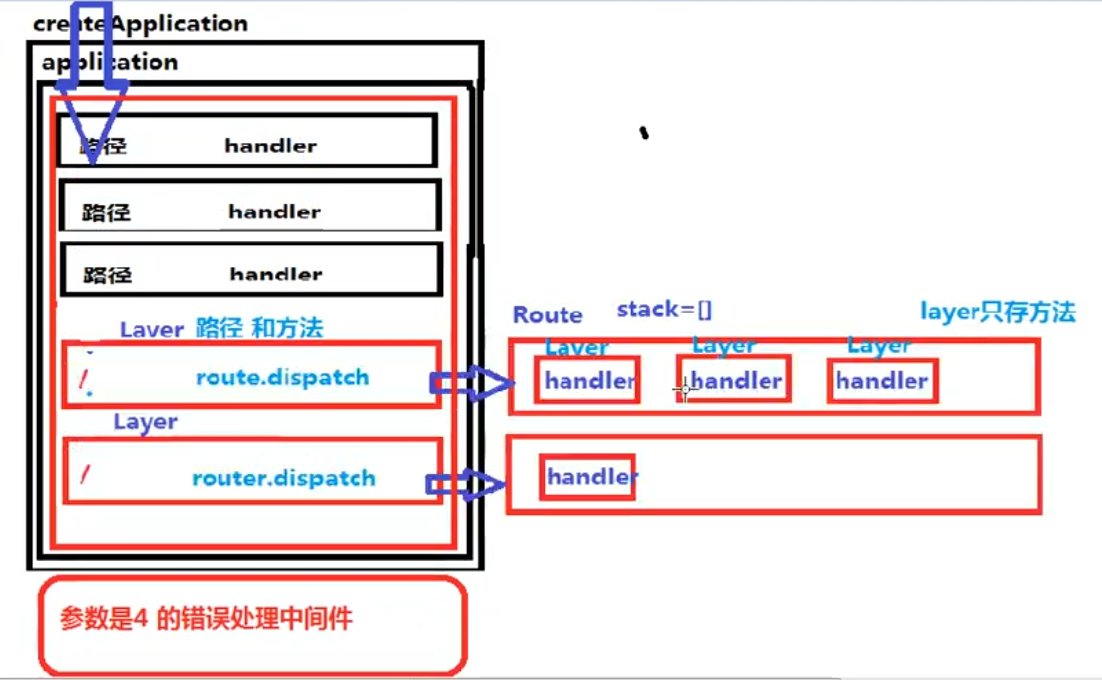 createApplication
application
路径 handler
路径 handler
路径 handler
Layer 路径 和方法
/ route.dispatch
Layer
/ router.dispatch
Route stack=[] layer只存方法
Layer Layer Layer
handler handler handler
handler
参数是4 的错误处理中间件